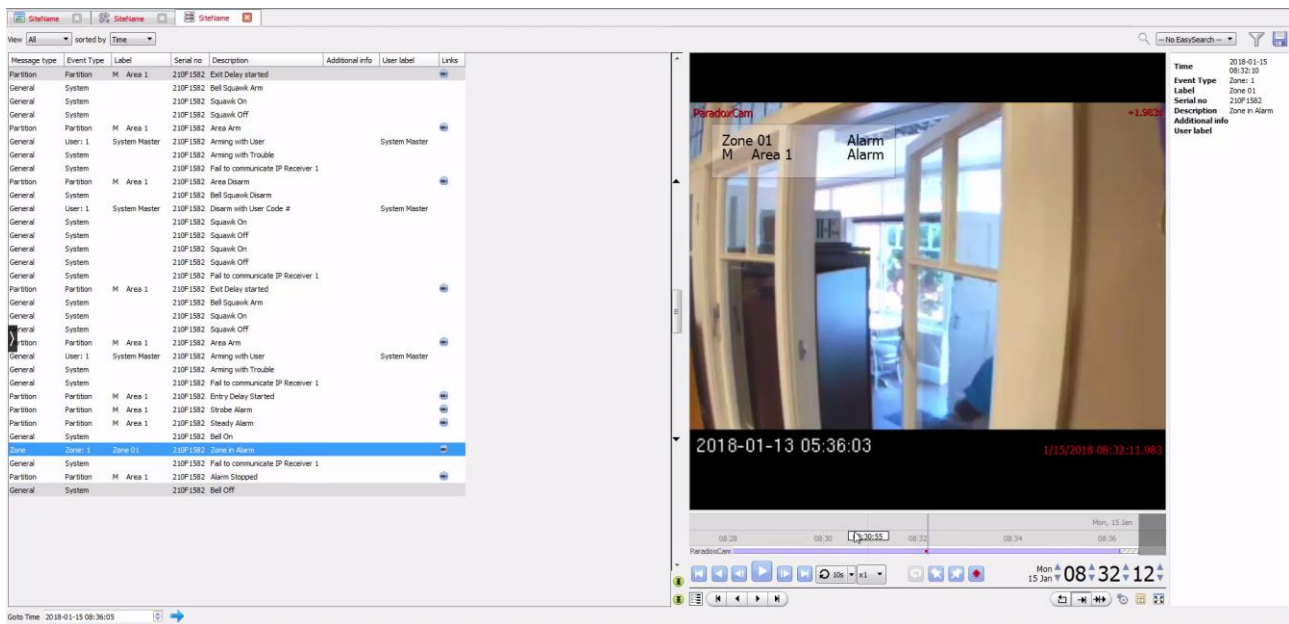 SiteName SiteName SiteName
View All sorted by Time -- No EasySearch --
Message type Event Type Label Serial no Description Additional info User label Links
Partition Partition M Area 1 210F1582 Exit Delay started
General System 210F1582 Bell Squawk Arm
General System 210F1582 Squawk On
General System 210F1582 Squawk Off
Partition Partition M Area 1 210F1582 Area Arm
General User: 1 System Master 210F1582 Arming with User System Master
General System 210F1582 Arming with Trouble
General System 210F1582 Fail to communicate IP Receiver 1
Partition Partition M Area 1 210F1582 Area Disarm
General System 210F1582 Bell Squawk Disarm
General User: 1 System Master 210F1582 Disarm with User Code # System Master
General System 210F1582 Squawk On
General System 210F1582 Squawk Off
General System 210F1582 Squawk On
General System 210F1582 Squawk Off
General System 210F1582 Fail to communicate IP Receiver 1
Partition Partition M Area 1 210F1582 Exit Delay started
General System 210F1582 Bell Squawk Arm
General System 210F1582 Squawk On
neral System 210F1582 Squawk Off
rtition Partition M Area 1 210F1582 Area Arm
General User: 1 System Master 210F1582 Arming with User System Master
General System 210F1582 Arming with Trouble
General System 210F1582 Fail to communicate IP Receiver 1
Partition Partition M Area 1 210F1582 Entry Delay Started
Partition Partition M Area 1 210F1582 Strobe Alarm
Partition Partition M Area 1 210F1582 Steady Alarm
General System 210F1582 Bell On
Zone Zone: 1 Zone 01 210F1582 Zone in Alarm
General System 210F1582 Fail to communicate IP Receiver 1
Partition Partition M Area 1 210F1582 Alarm Stopped
General System 210F1582 Bell Off
ParadoxCam +1.983s
Zone 01 Alarm
M Area 1 Alarm
2018-01-13 05:36:03 1/15/2018 08:32:11.983
Time 2018-01-15 08:32:10
Event Type Zone: 1
Label Zone 01
Serial no 210F1582
Description Zone in Alarm
Additional info
User label
Mon, 15 Jan
08:28 08:30 :30:55 08:32 08:34 08:36
ParadoxCam
10s x1 Mon 15 Jan 08 32 12
Goto Time 2018-01-15 08:36:05